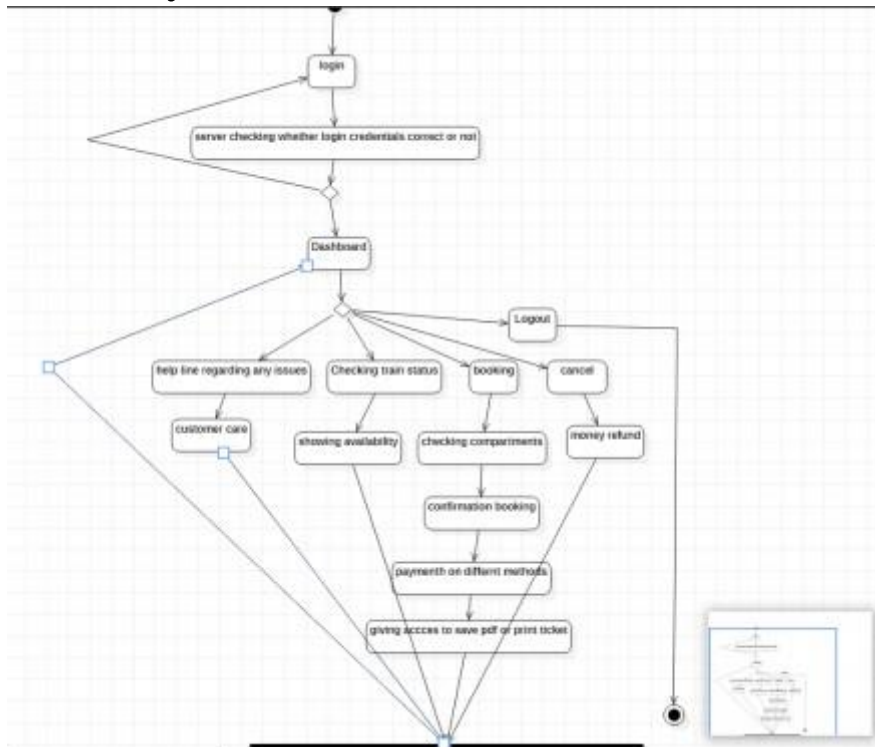 login
server checking whether login credentials correct or not
Dashboard
Logout
help line regarding any issues
Checking train status
booking
cancel
customer care
showing availability
checking compartments
money refund
confirmation booking
paymenth on differnt methods
giving accces to save pdf or print ticket